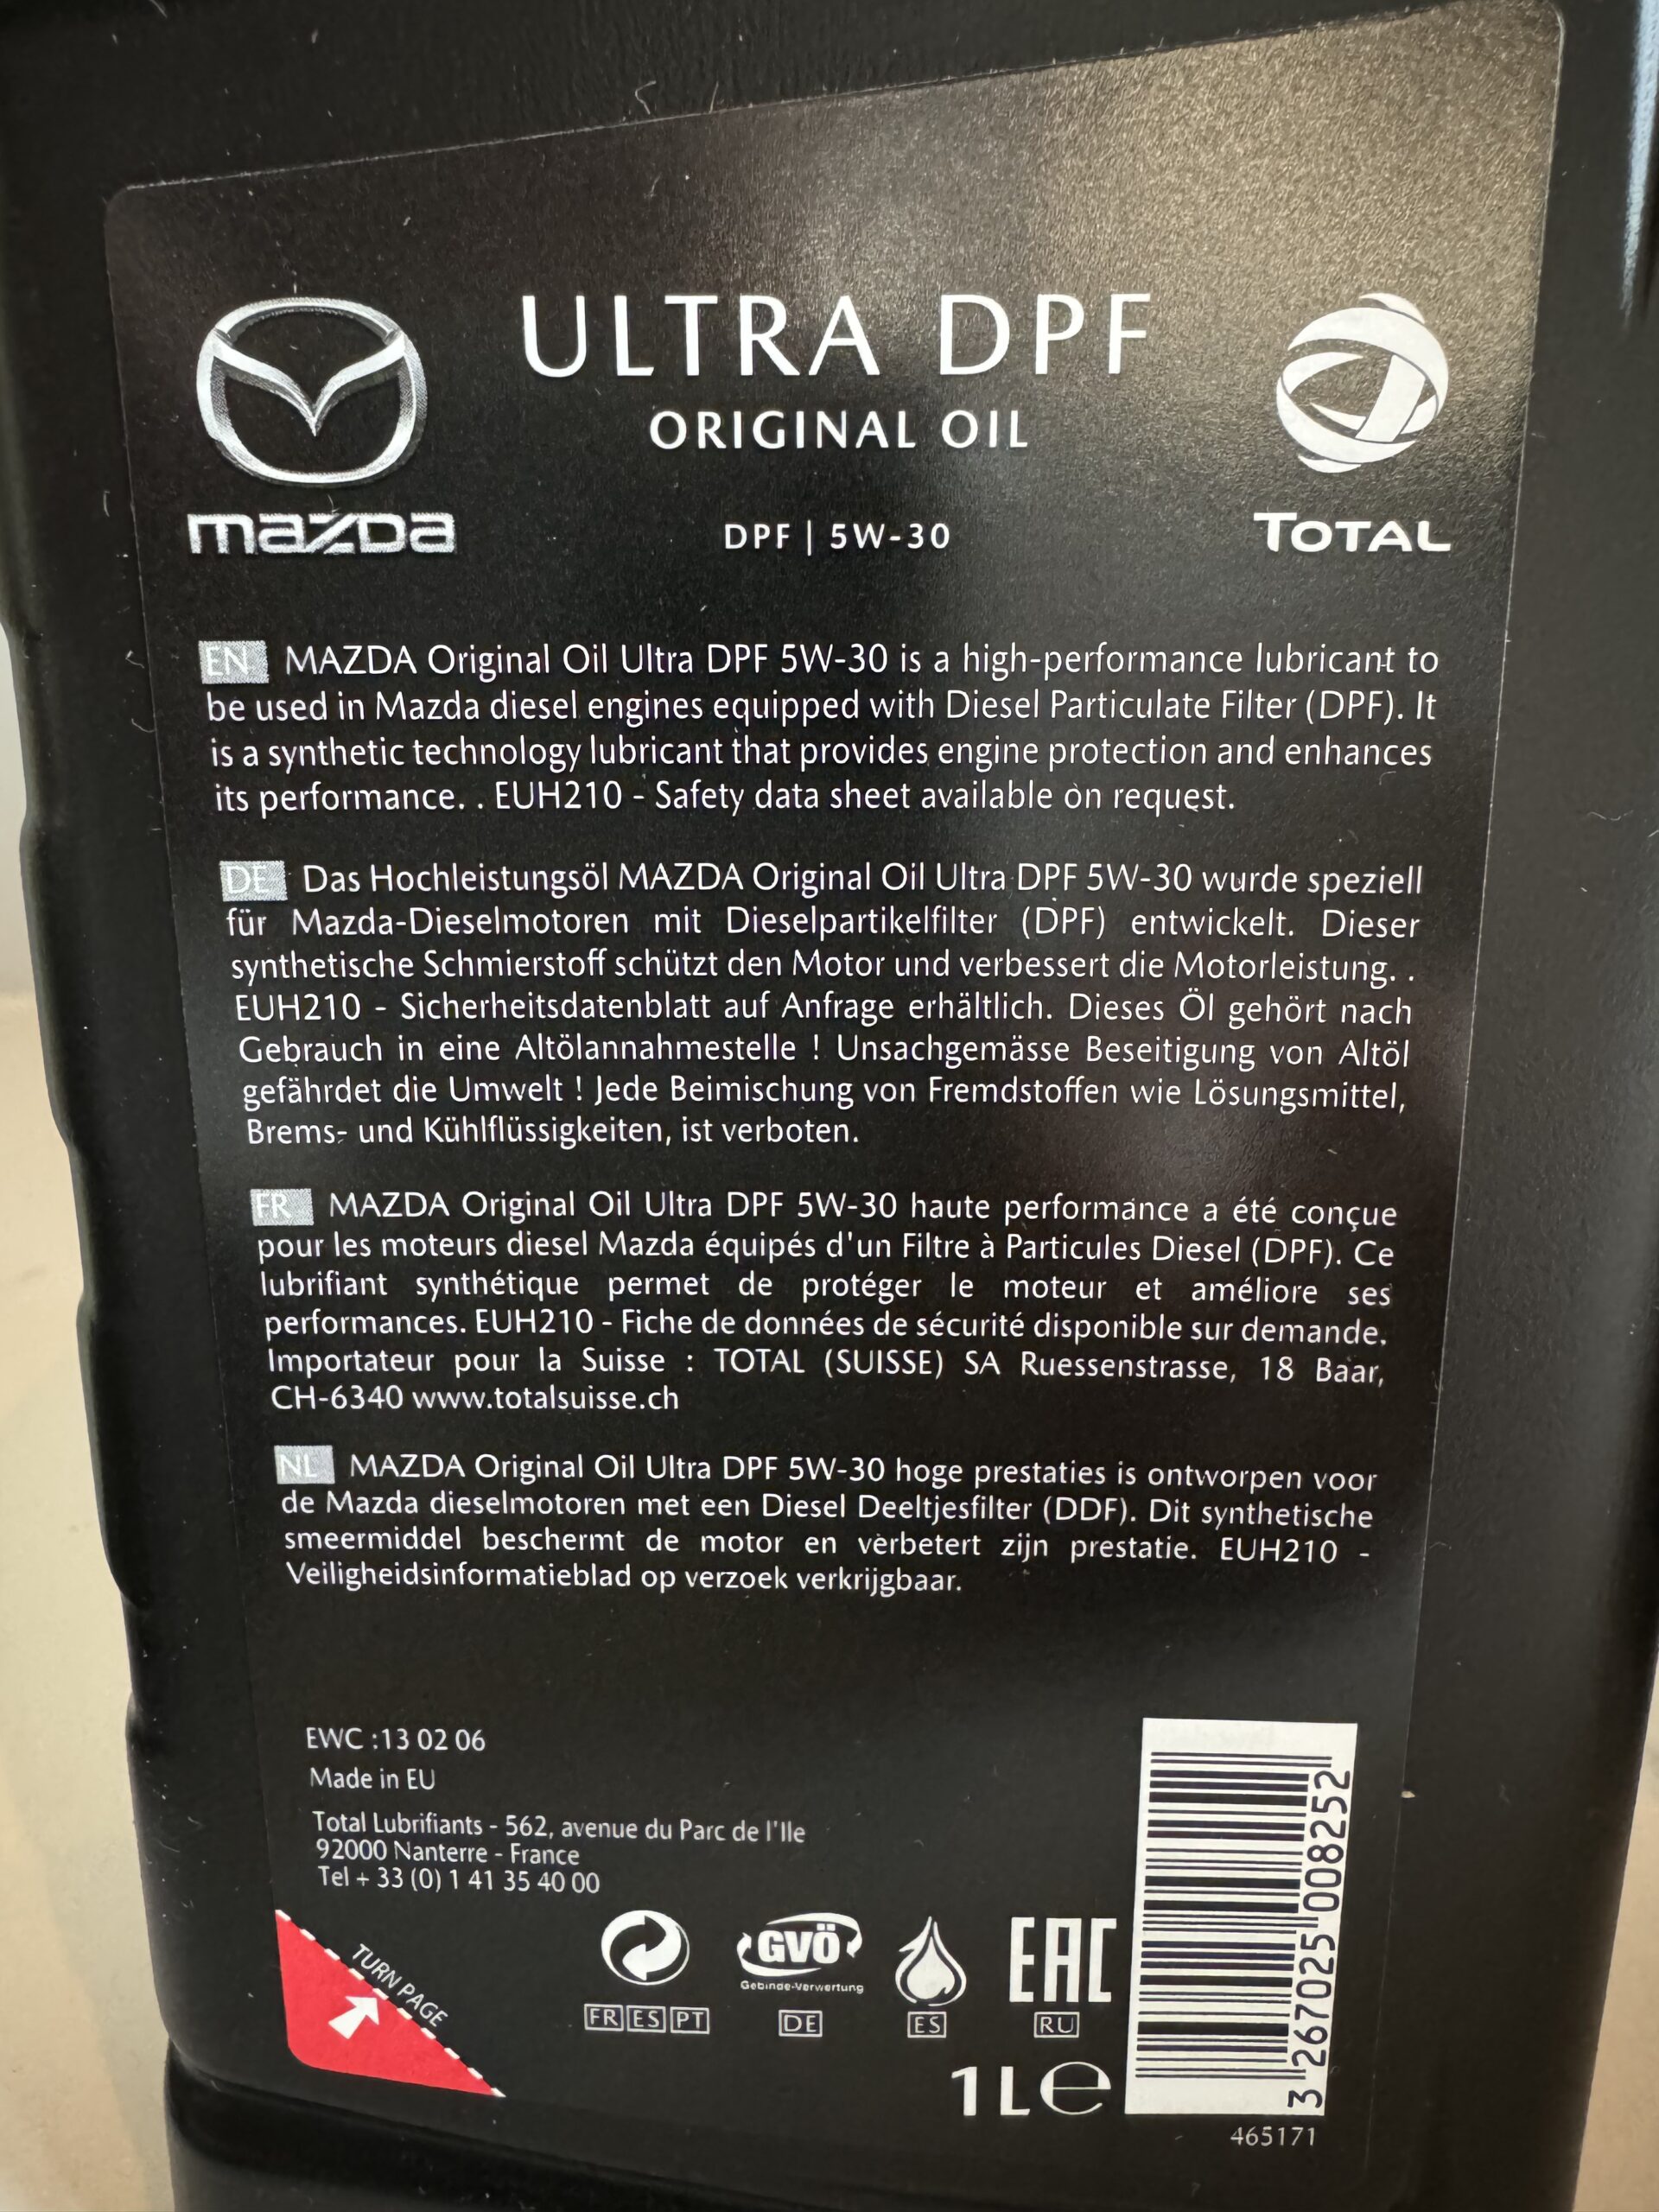 ULTRA DPF
ORIGINAL OIL
mazda
DPF | 5W-30
TOTAL
EN MAZDA Original Oil Ultra DPF 5W-30 is a high-performance lubricant to
be used in Mazda diesel engines equipped with Diesel Particulate Filter (DPF). It
is a synthetic technology lubricant that provides engine protection and enhances
its performance. . EUH210 - Safety data sheet available on request.
DE Das Hochleistungsöl MAZDA Original Oil Ultra DPF 5W-30 wurde speziell
für Mazda-Dieselmotoren mit Dieselpartikelfilter (DPF) entwickelt. Dieser
synthetische Schmierstoff schützt den Motor und verbessert die Motorleistung. .
EUH210 - Sicherheitsdatenblatt auf Anfrage erhältlich. Dieses Öl gehört nach
Gebrauch in eine Altölannahmestelle ! Unsachgemässe Beseitigung von Altöl
gefährdet die Umwelt ! Jede Beimischung von Fremdstoffen wie Lösungsmittel,
Brems- und Kühlflüssigkeiten, ist verboten.
FR MAZDA Original Oil Ultra DPF 5W-30 haute performance a été conçue
pour les moteurs diesel Mazda équipés d'un Filtre à Particules Diesel (DPF). Ce
lubrifiant synthétique permet de protéger le moteur et améliore ses
performances. EUH210 - Fiche de données de sécurité disponible sur demande.
Importateur pour la Suisse : TOTAL (SUISSE) SA Ruessenstrasse, 18 Baar,
CH-6340 www.totalsuisse.ch
NL MAZDA Original Oil Ultra DPF 5W-30 hoge prestaties is ontworpen voor
de Mazda dieselmotoren met een Diesel Deeltjesfilter (DDF). Dit synthetische
smeermiddel beschermt de motor en verbetert zijn prestatie. EUH210 -
Veiligheidsinformatieblad op verzoek verkrijgbaar.
EWC :13 02 06
Made in EU
Total Lubrifiants - 562, avenue du Parc de l'Ile
92000 Nanterre - France
Tel + 33 (0) 1 41 35 40 00
TURN PAGE
GVÖ
Gebinde-Verwertung
EAC
FR ES PT
DE
ES
RU
1 L e
3 267025 008252
465171